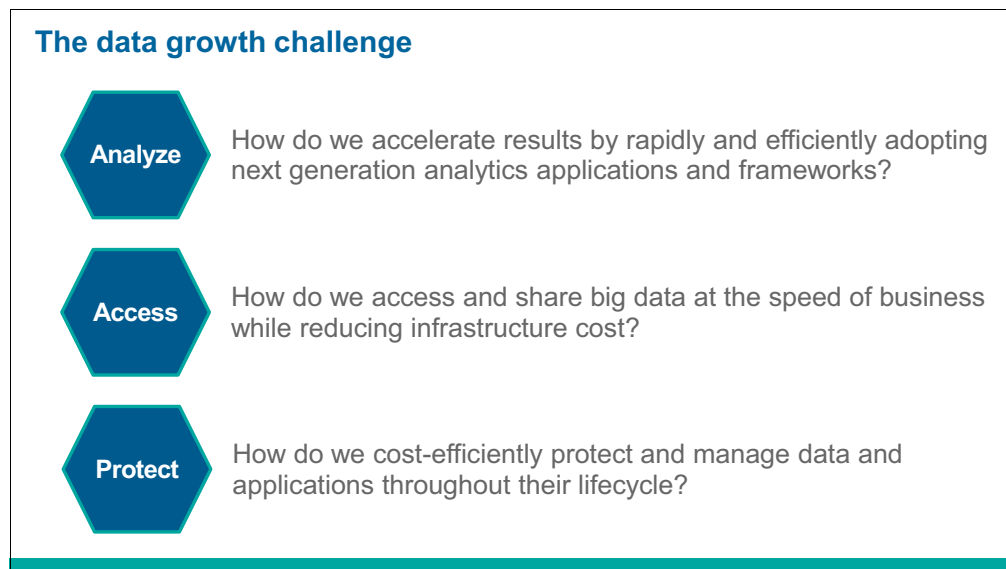 The data growth challenge
Analyze
How do we accelerate results by rapidly and efficiently adopting
next generation analytics applications and frameworks?
Access
How do we access and share big data at the speed of business
while reducing infrastructure cost?
Protect
How do we cost-efficiently protect and manage data and
applications throughout their lifecycle?